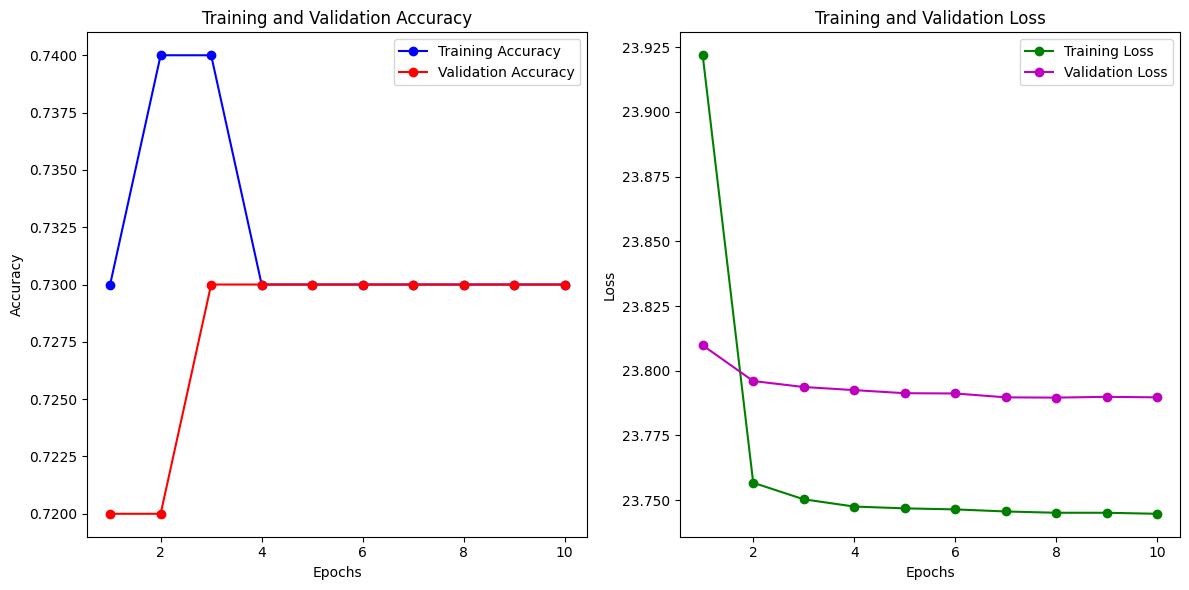 Training and Validation Accuracy
Training Accuracy
Validation Accuracy
0.7400
0.7375
0.7350
0.7325
0.7300
0.7275
0.7250
0.7225
0.7200
Accuracy
2 4 6 8 10
Epochs
Training and Validation Loss
Training Loss
Validation Loss
23.925
23.900
23.875
23.850
23.825
23.800
23.775
23.750
Loss
2 4 6 8 10
Epochs